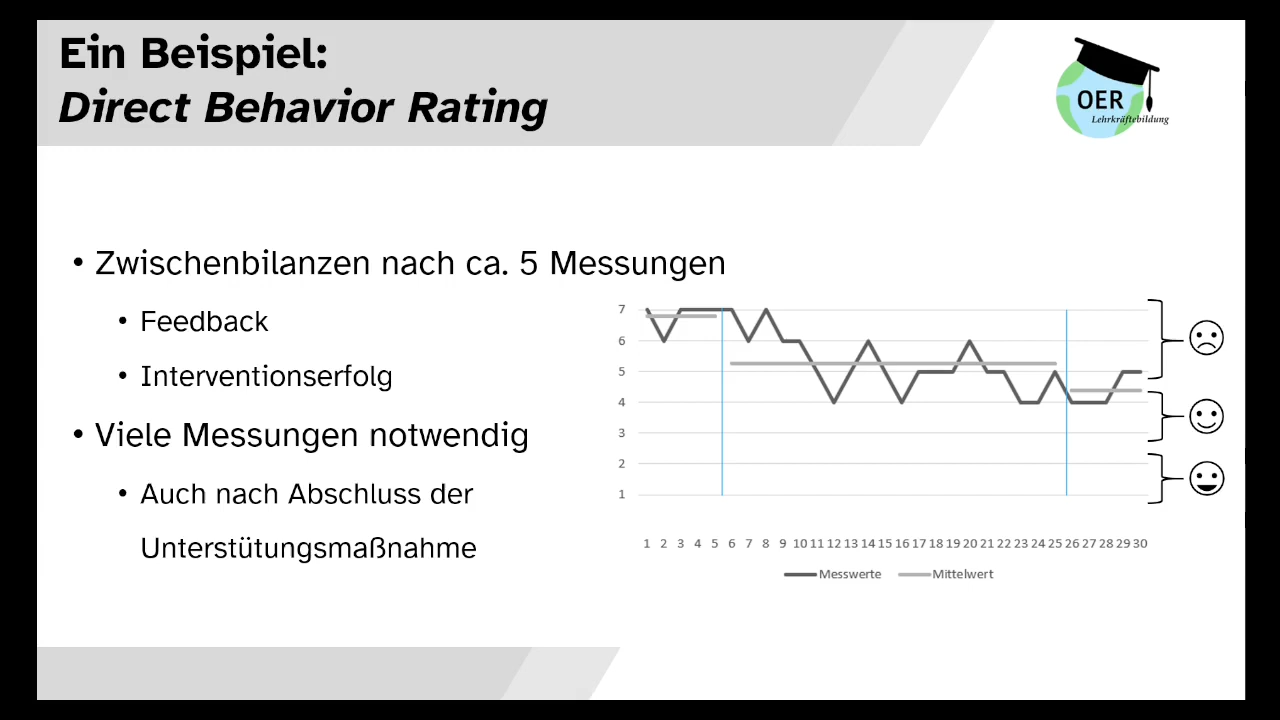 Ein Beispiel:
Direct Behavior Rating
OER
Lehrkräftebildung
• Zwischenbilanzen nach ca. 5 Messungen
• Feedback
• Interventionserfolg
• Viele Messungen notwendig
• Auch nach Abschluss der
Unterstütungsmaßnahme
7
6
5
4
3
2
1
1 2 3 4 5 6 7 8 9 10 11 12 13 14 15 16 17 18 19 20 21 22 23 24 25 26 27 28 29 30
Messwerte Mittelwert